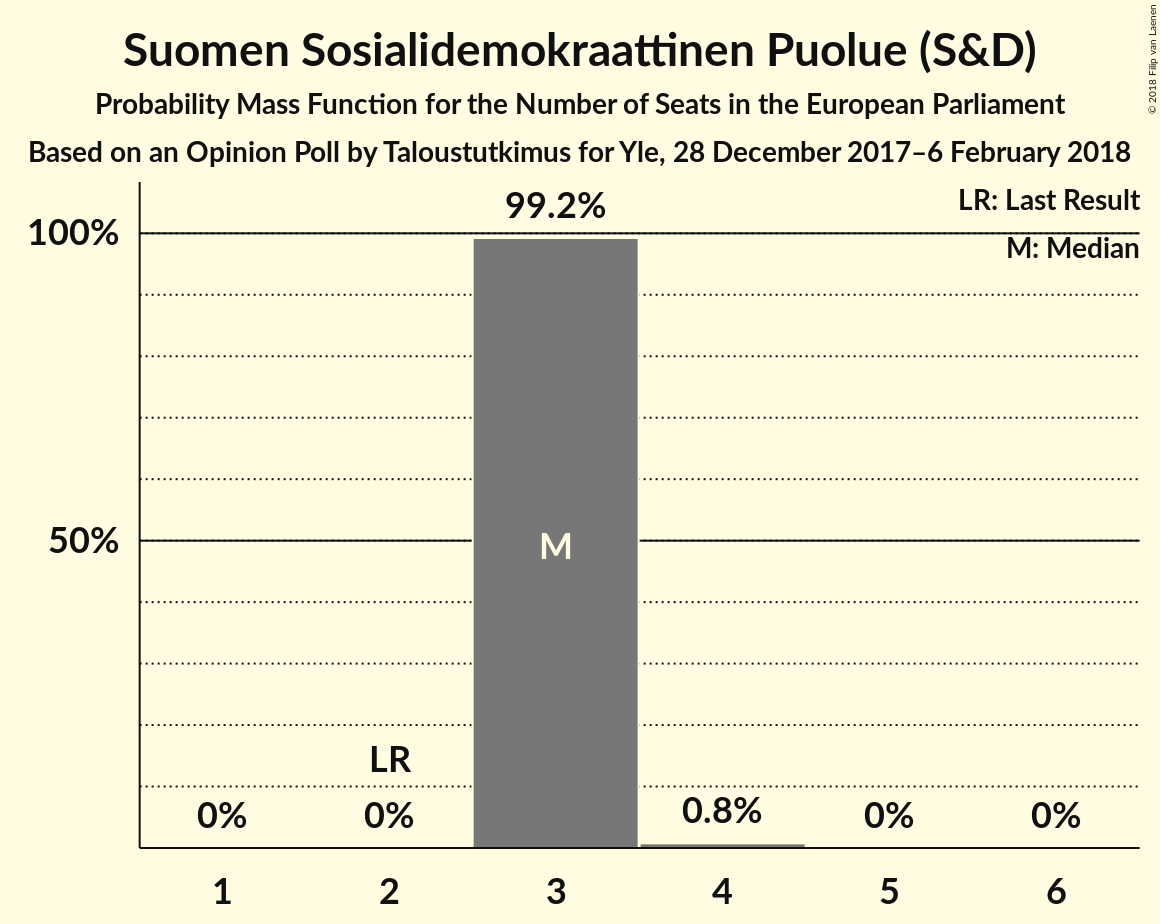 Suomen Sosialidemokraattinen Puolue (S&D)
Probability Mass Function for the Number of Seats in the European Parliament
Based on an Opinion Poll by Taloustutkimus for Yle, 28 December 2017–6 February 2018
© 2018 Filip van Laenen
LR: Last Result
M: Median
100%
50%
99.2%
M
LR
0%
0%
0.8%
0%
0%
1
2
3
4
5
6